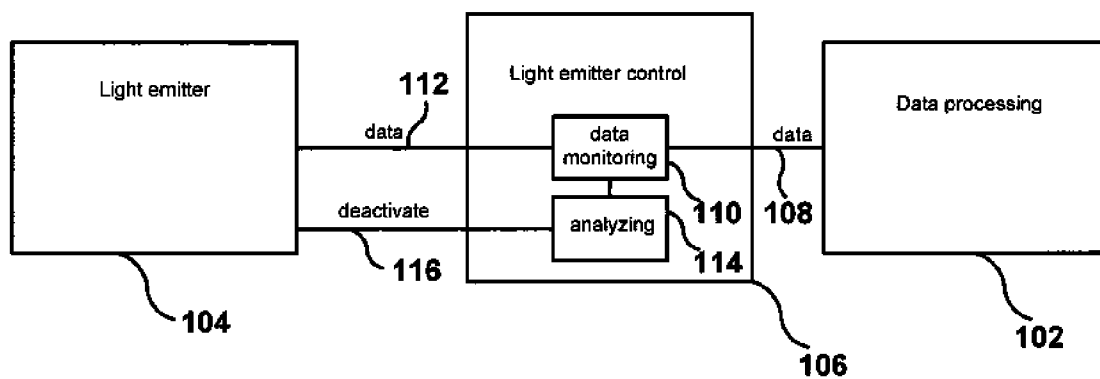 Light emitter
Light emitter control
Data processing
112
data
data
monitoring
data
110
108
deactivate
analyzing
116
114
104
106
102